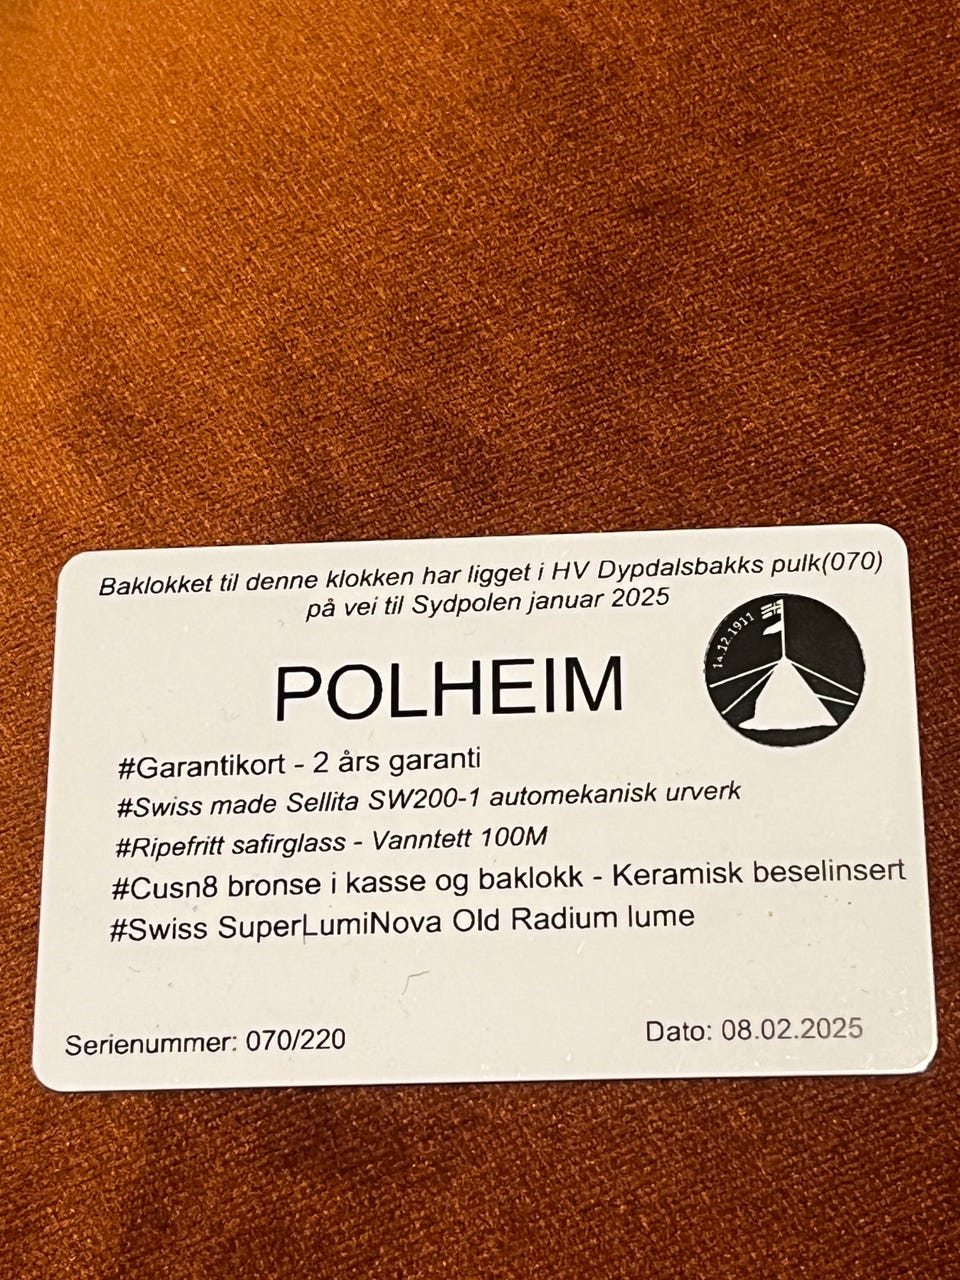 Baklokket til denne klokken har ligget i HV Dypdalsbakks pulk(070)
på vei til Sydpolen januar 2025
14.12.1911
POLHEIM
#Garantikort - 2 års garanti
#Swiss made Sellita SW200-1 automekanisk urverk
#Ripefritt safirglass - Vanntett 100M
#Cusn8 bronse i kasse og baklokk - Keramisk beselinsert
#Swiss SuperLumiNova Old Radium lume
Serienummer: 070/220
Dato: 08.02.2025